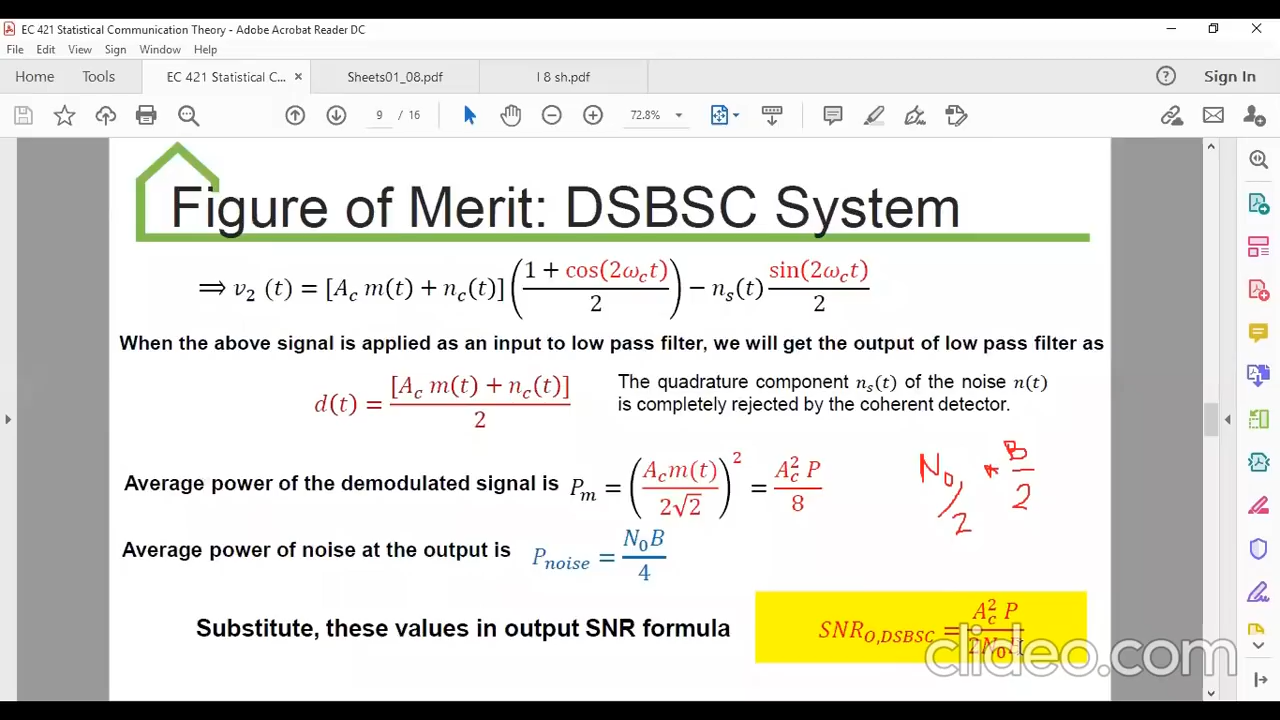 EC 421 Statistical Communication Theory - Adobe Acrobat Reader DC
File Edit View Sign Window Help
Home Tools EC 421 Statistical C... × Sheets01_08.pdf l 8 sh.pdf Sign In
9 / 16 72.8%
Figure of Merit: DSBSC System
⟹ v₂ (t) = [A_c m(t) + n_c(t)] ((1 + cos(2ω_c t))/2) − n_s(t) sin(2ω_c t)/2
When the above signal is applied as an input to low pass filter, we will get the output of low pass filter as
d(t) = [A_c m(t) + n_c(t)]/2
The quadrature component n_s(t) of the noise n(t)
is completely rejected by the coherent detector.
Average power of the demodulated signal is P_m = (A_c m(t)/2√2)² = A_c² P/8
N₀/2 * B/2
Average power of noise at the output is P_noise = N₀B/4
Substitute, these values in output SNR formula
SNR_O,DSBSC = A_c² P/2N₀B
clideo.com